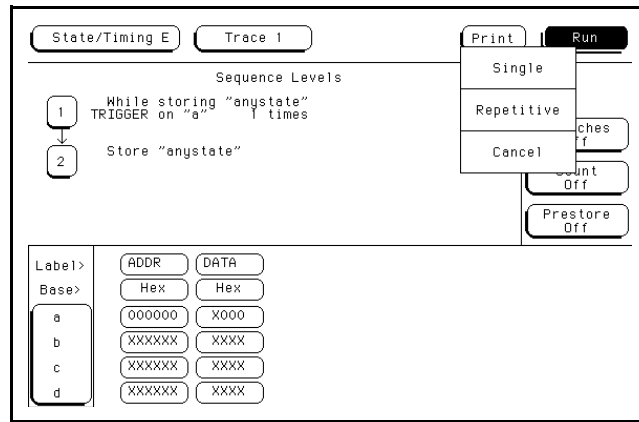 State/Timing E Trace 1 Print Run
Single
Repetitive
Cancel
Sequence Levels
1 While storing "anystate"
TRIGGER on "a" 1 times
2 Store "anystate"
Off
Prestore
Off
Label> ADDR DATA
Base> Hex Hex
a 000000 X000
b XXXXXX XXXX
c XXXXXX XXXX
d XXXXXX XXXX